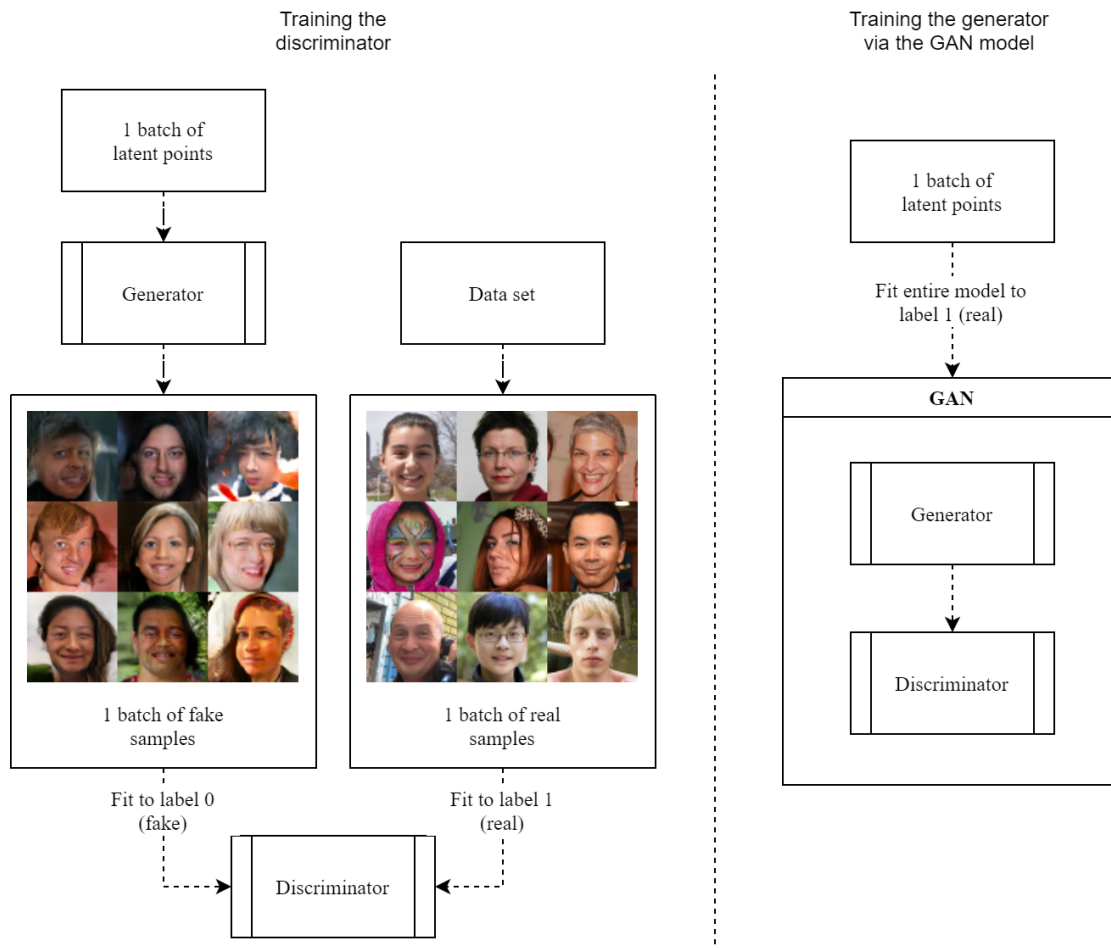 Training the
discriminator
1 batch of
latent points
Generator
Data set
1 batch of fake
samples
1 batch of real
samples
Fit to label 0
(fake)
Fit to label 1
(real)
Discriminator
Training the generator
via the GAN model
1 batch of
latent points
Fit entire model to
label 1 (real)
GAN
Generator
Discriminator